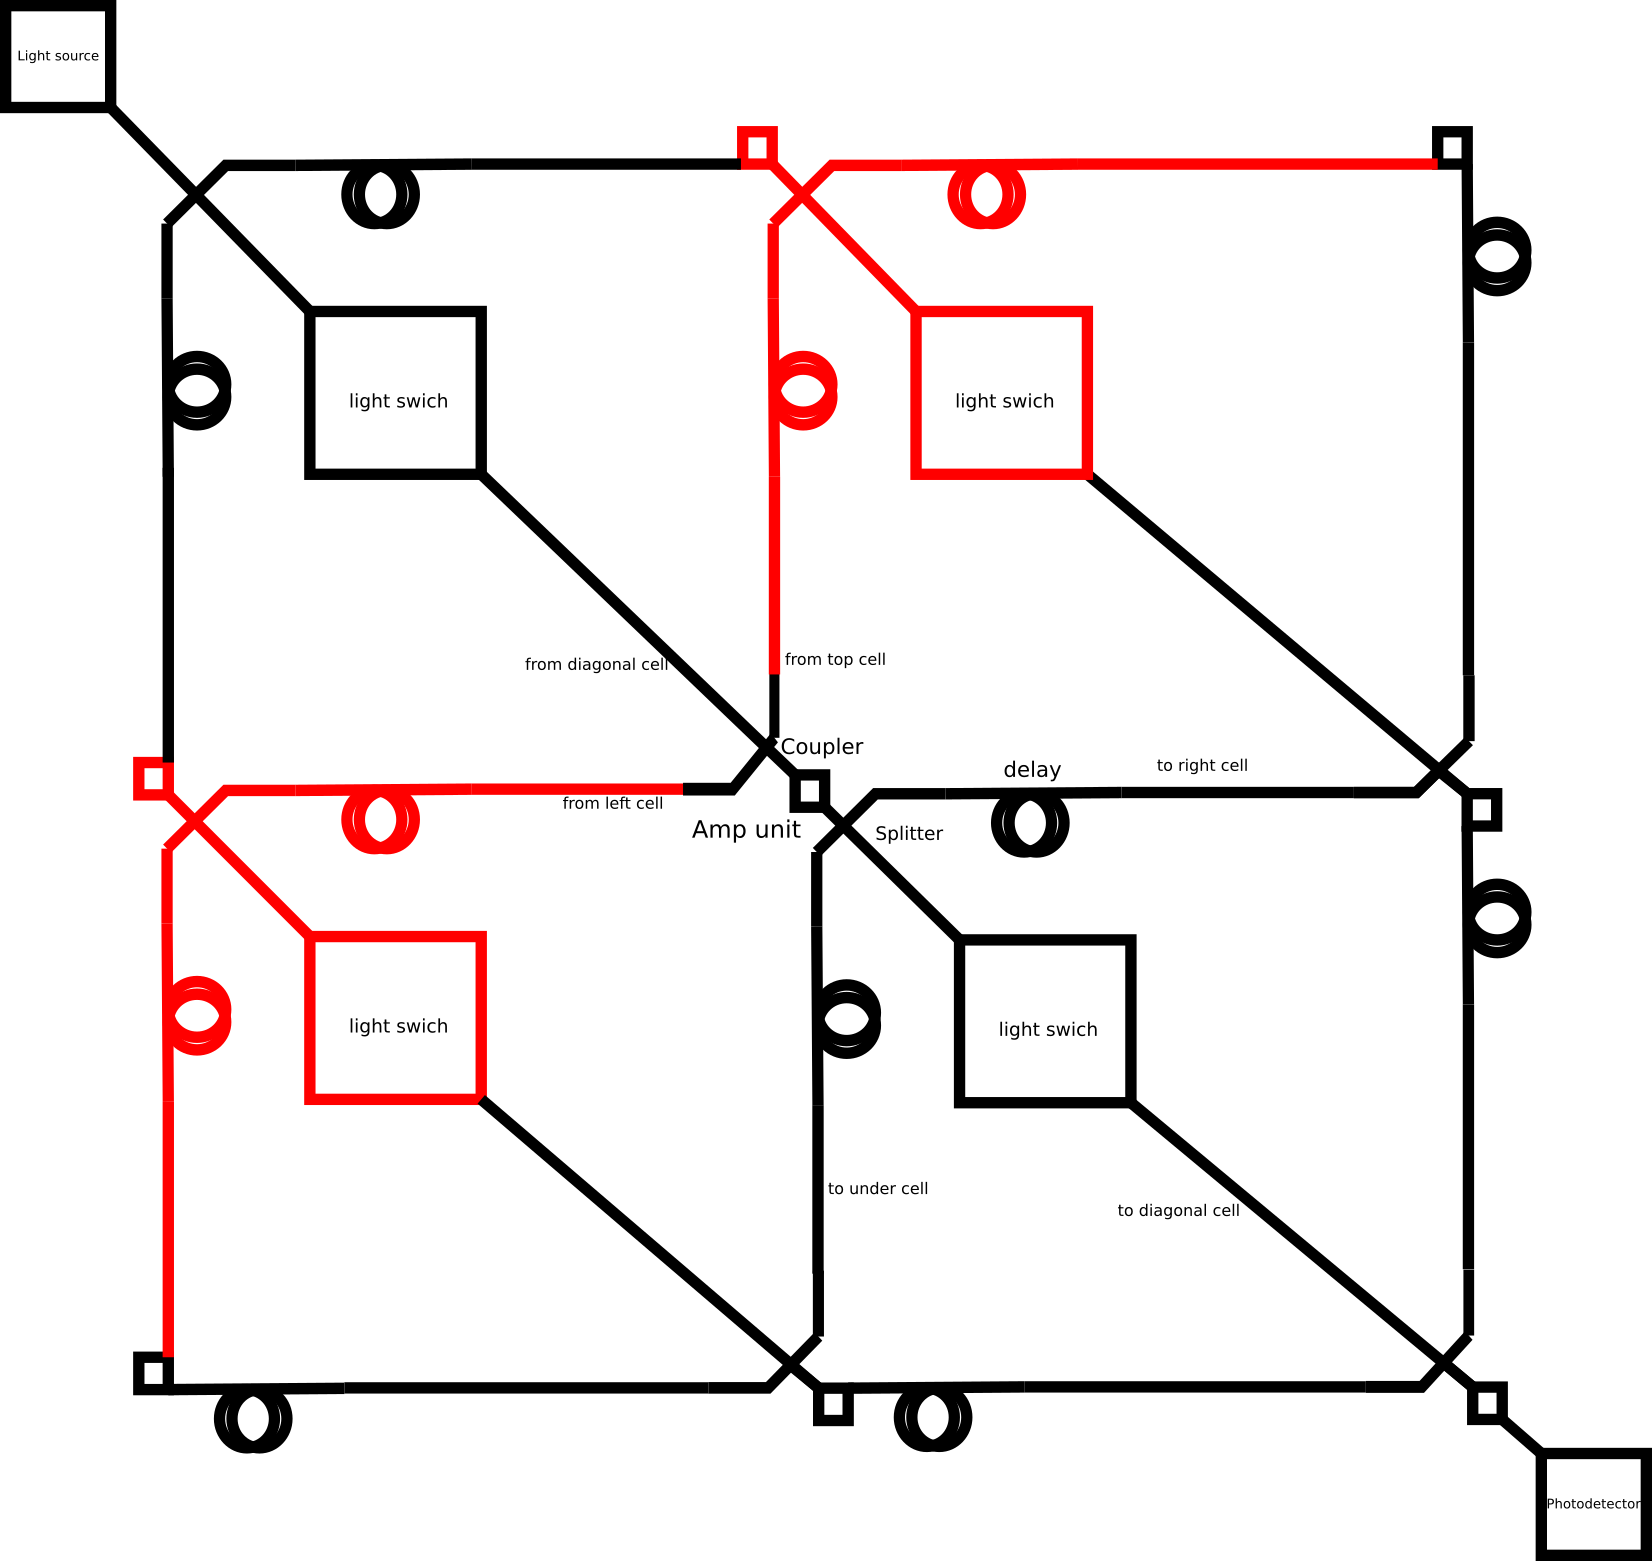 Light source
light swich
light swich
from diagonal cell
from top cell
Coupler
delay
to right cell
from left cell
Amp unit
Splitter
light swich
light swich
to under cell
to diagonal cell
Photodetector